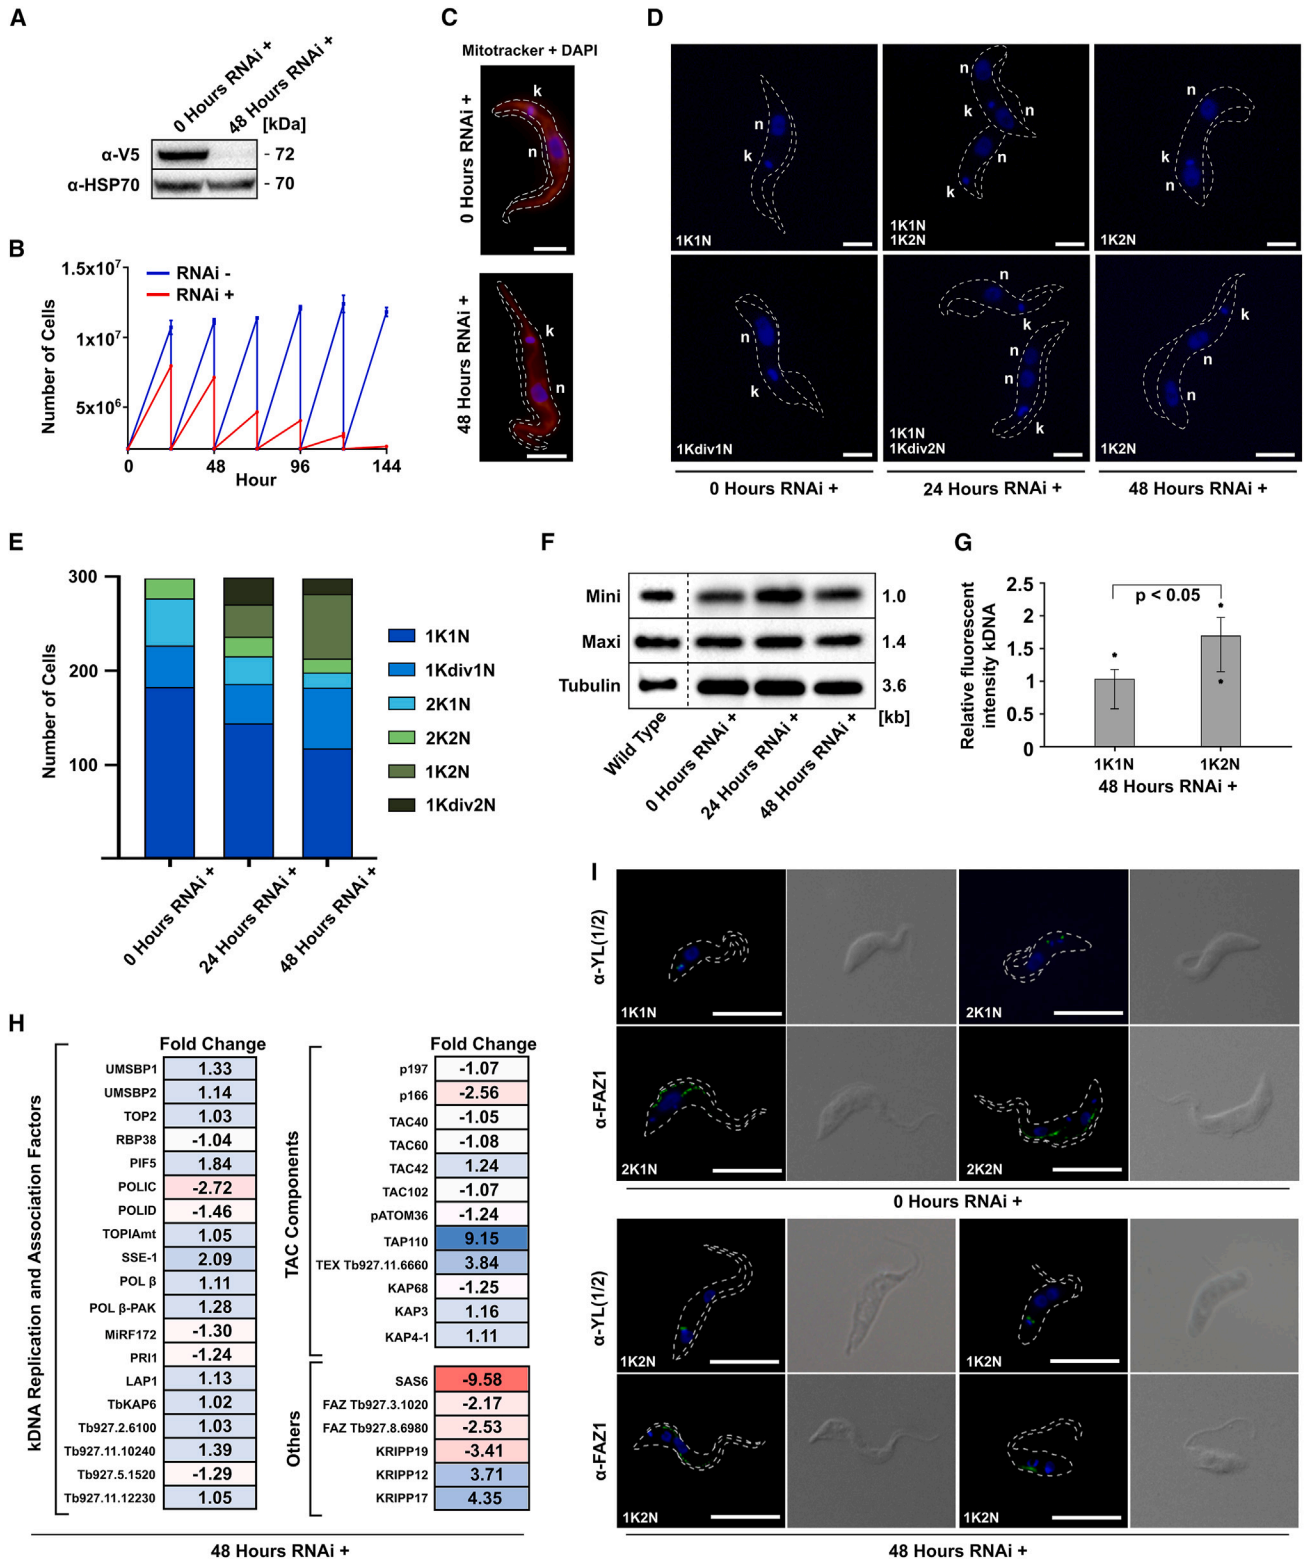 A
0 Hours RNAi +
48 Hours RNAi +
[kDa]
α-V5
- 72
α-HSP70
- 70
B
1.5x10⁷
1x10⁷
5x10⁶
Number of Cells
RNAi -
RNAi +
0
48
96
144
Hour
C
Mitotracker + DAPI
0 Hours RNAi +
k
n
48 Hours RNAi +
k
n
D
n
k
1K1N
n
k
n
n
k
1K1N
1K2N
n
k
n
1K2N
n
k
1Kdiv1N
n
k
n
n
k
1K1N
1Kdiv2N
k
n
n
1K2N
0 Hours RNAi +
24 Hours RNAi +
48 Hours RNAi +
E
Number of Cells
300
200
100
1K1N
1Kdiv1N
2K1N
2K2N
1K2N
1Kdiv2N
0 Hours RNAi +
24 Hours RNAi +
48 Hours RNAi +
F
Mini
1.0
Maxi
1.4
Tubulin
3.6
[kb]
Wild Type
0 Hours RNAi +
24 Hours RNAi +
48 Hours RNAi +
G
Relative fluorescent
intensity kDNA
2.5
2
1.5
1
0.5
0
p < 0.05
1K1N
1K2N
48 Hours RNAi +
H
kDNA Replication and Association Factors
Fold Change
UMSBP1 1.33
UMSBP2 1.14
TOP2 1.03
RBP38 -1.04
PIF5 1.84
POLIC -2.72
POLID -1.46
TOPIAmt 1.05
SSE-1 2.09
POL β 1.11
POL β-PAK 1.28
MiRF172 -1.30
PRI1 -1.24
LAP1 1.13
TbKAP6 1.02
Tb927.2.6100 1.03
Tb927.11.10240 1.39
Tb927.5.1520 -1.29
Tb927.11.12230 1.05
TAC Components
Fold Change
p197 -1.07
p166 -2.56
TAC40 -1.05
TAC60 -1.08
TAC42 1.24
TAC102 -1.07
pATOM36 -1.24
TAP110 9.15
TEX Tb927.11.6660 3.84
KAP68 -1.25
KAP3 1.16
KAP4-1 1.11
Others
SAS6 -9.58
FAZ Tb927.3.1020 -2.17
FAZ Tb927.8.6980 -2.53
KRIPP19 -3.41
KRIPP12 3.71
KRIPP17 4.35
48 Hours RNAi +
I
α-YL(1/2)
1K1N
2K1N
α-FAZ1
2K1N
2K2N
0 Hours RNAi +
α-YL(1/2)
1K2N
1K2N
α-FAZ1
1K2N
1K2N
48 Hours RNAi +